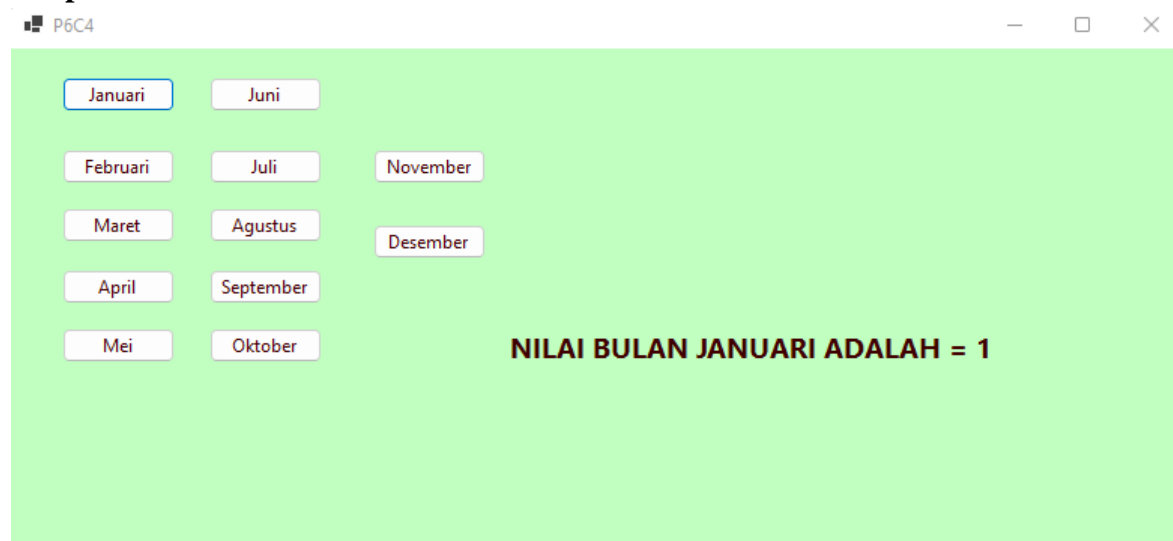 P6C4
Januari Juni
Februari Juli November
Maret Agustus
Desember
April September
Mei Oktober
NILAI BULAN JANUARI ADALAH = 1